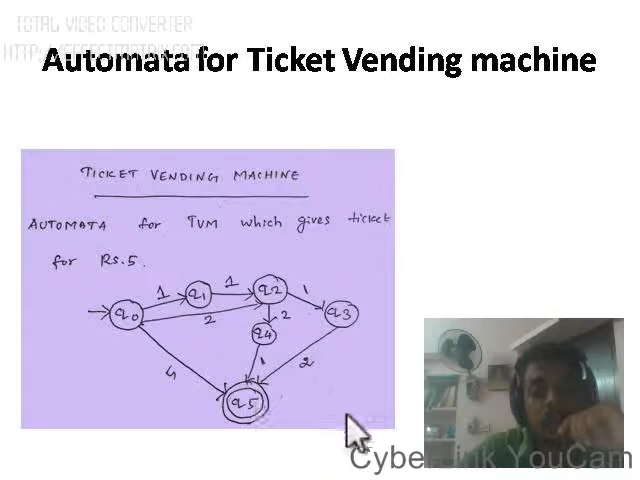 TOTAL VIDEO CONVERTER
Automata for Ticket Vending machine
TICKET VENDING MACHINE
AUTOMATA for TVM which gives ticket
for Rs.5.
1 1 q2 1
q0 q1 2 2 q3
q4
4 1 2
q5
CyberLink YouCam